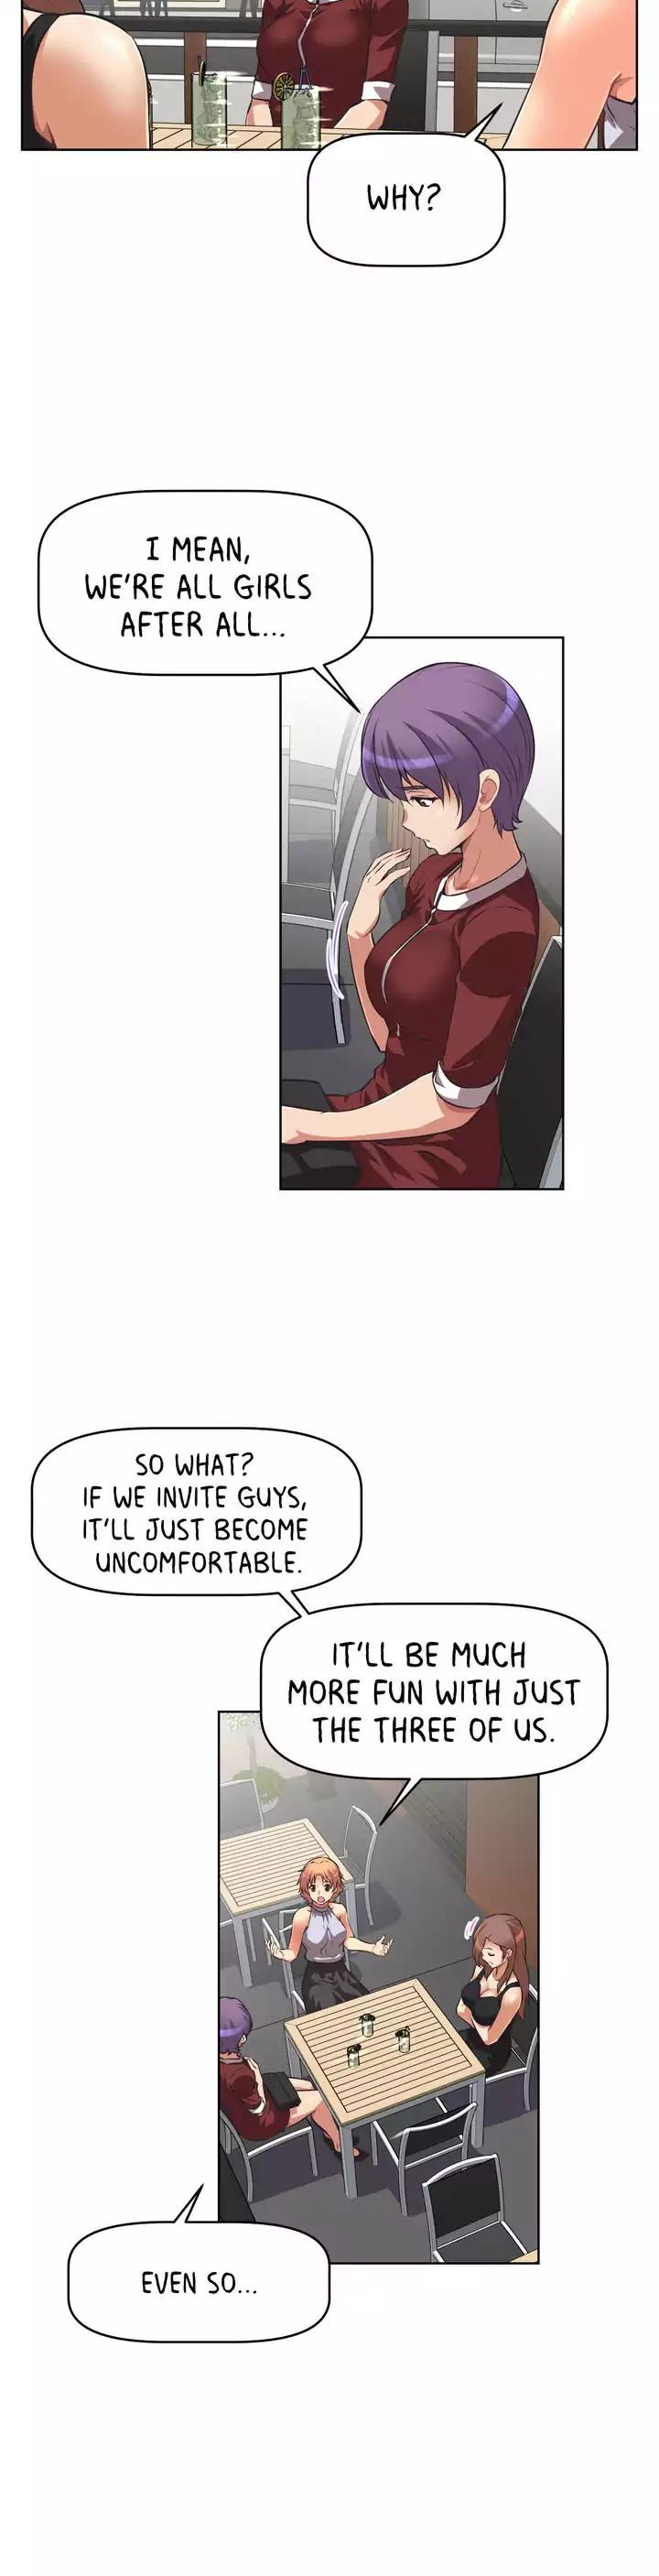 WHY?
I MEAN,
WE'RE ALL GIRLS
AFTER ALL...
SO WHAT?
IF WE INVITE GUYS,
IT'LL JUST BECOME
UNCOMFORTABLE.
IT'LL BE MUCH
MORE FUN WITH JUST
THE THREE OF US.
EVEN SO...